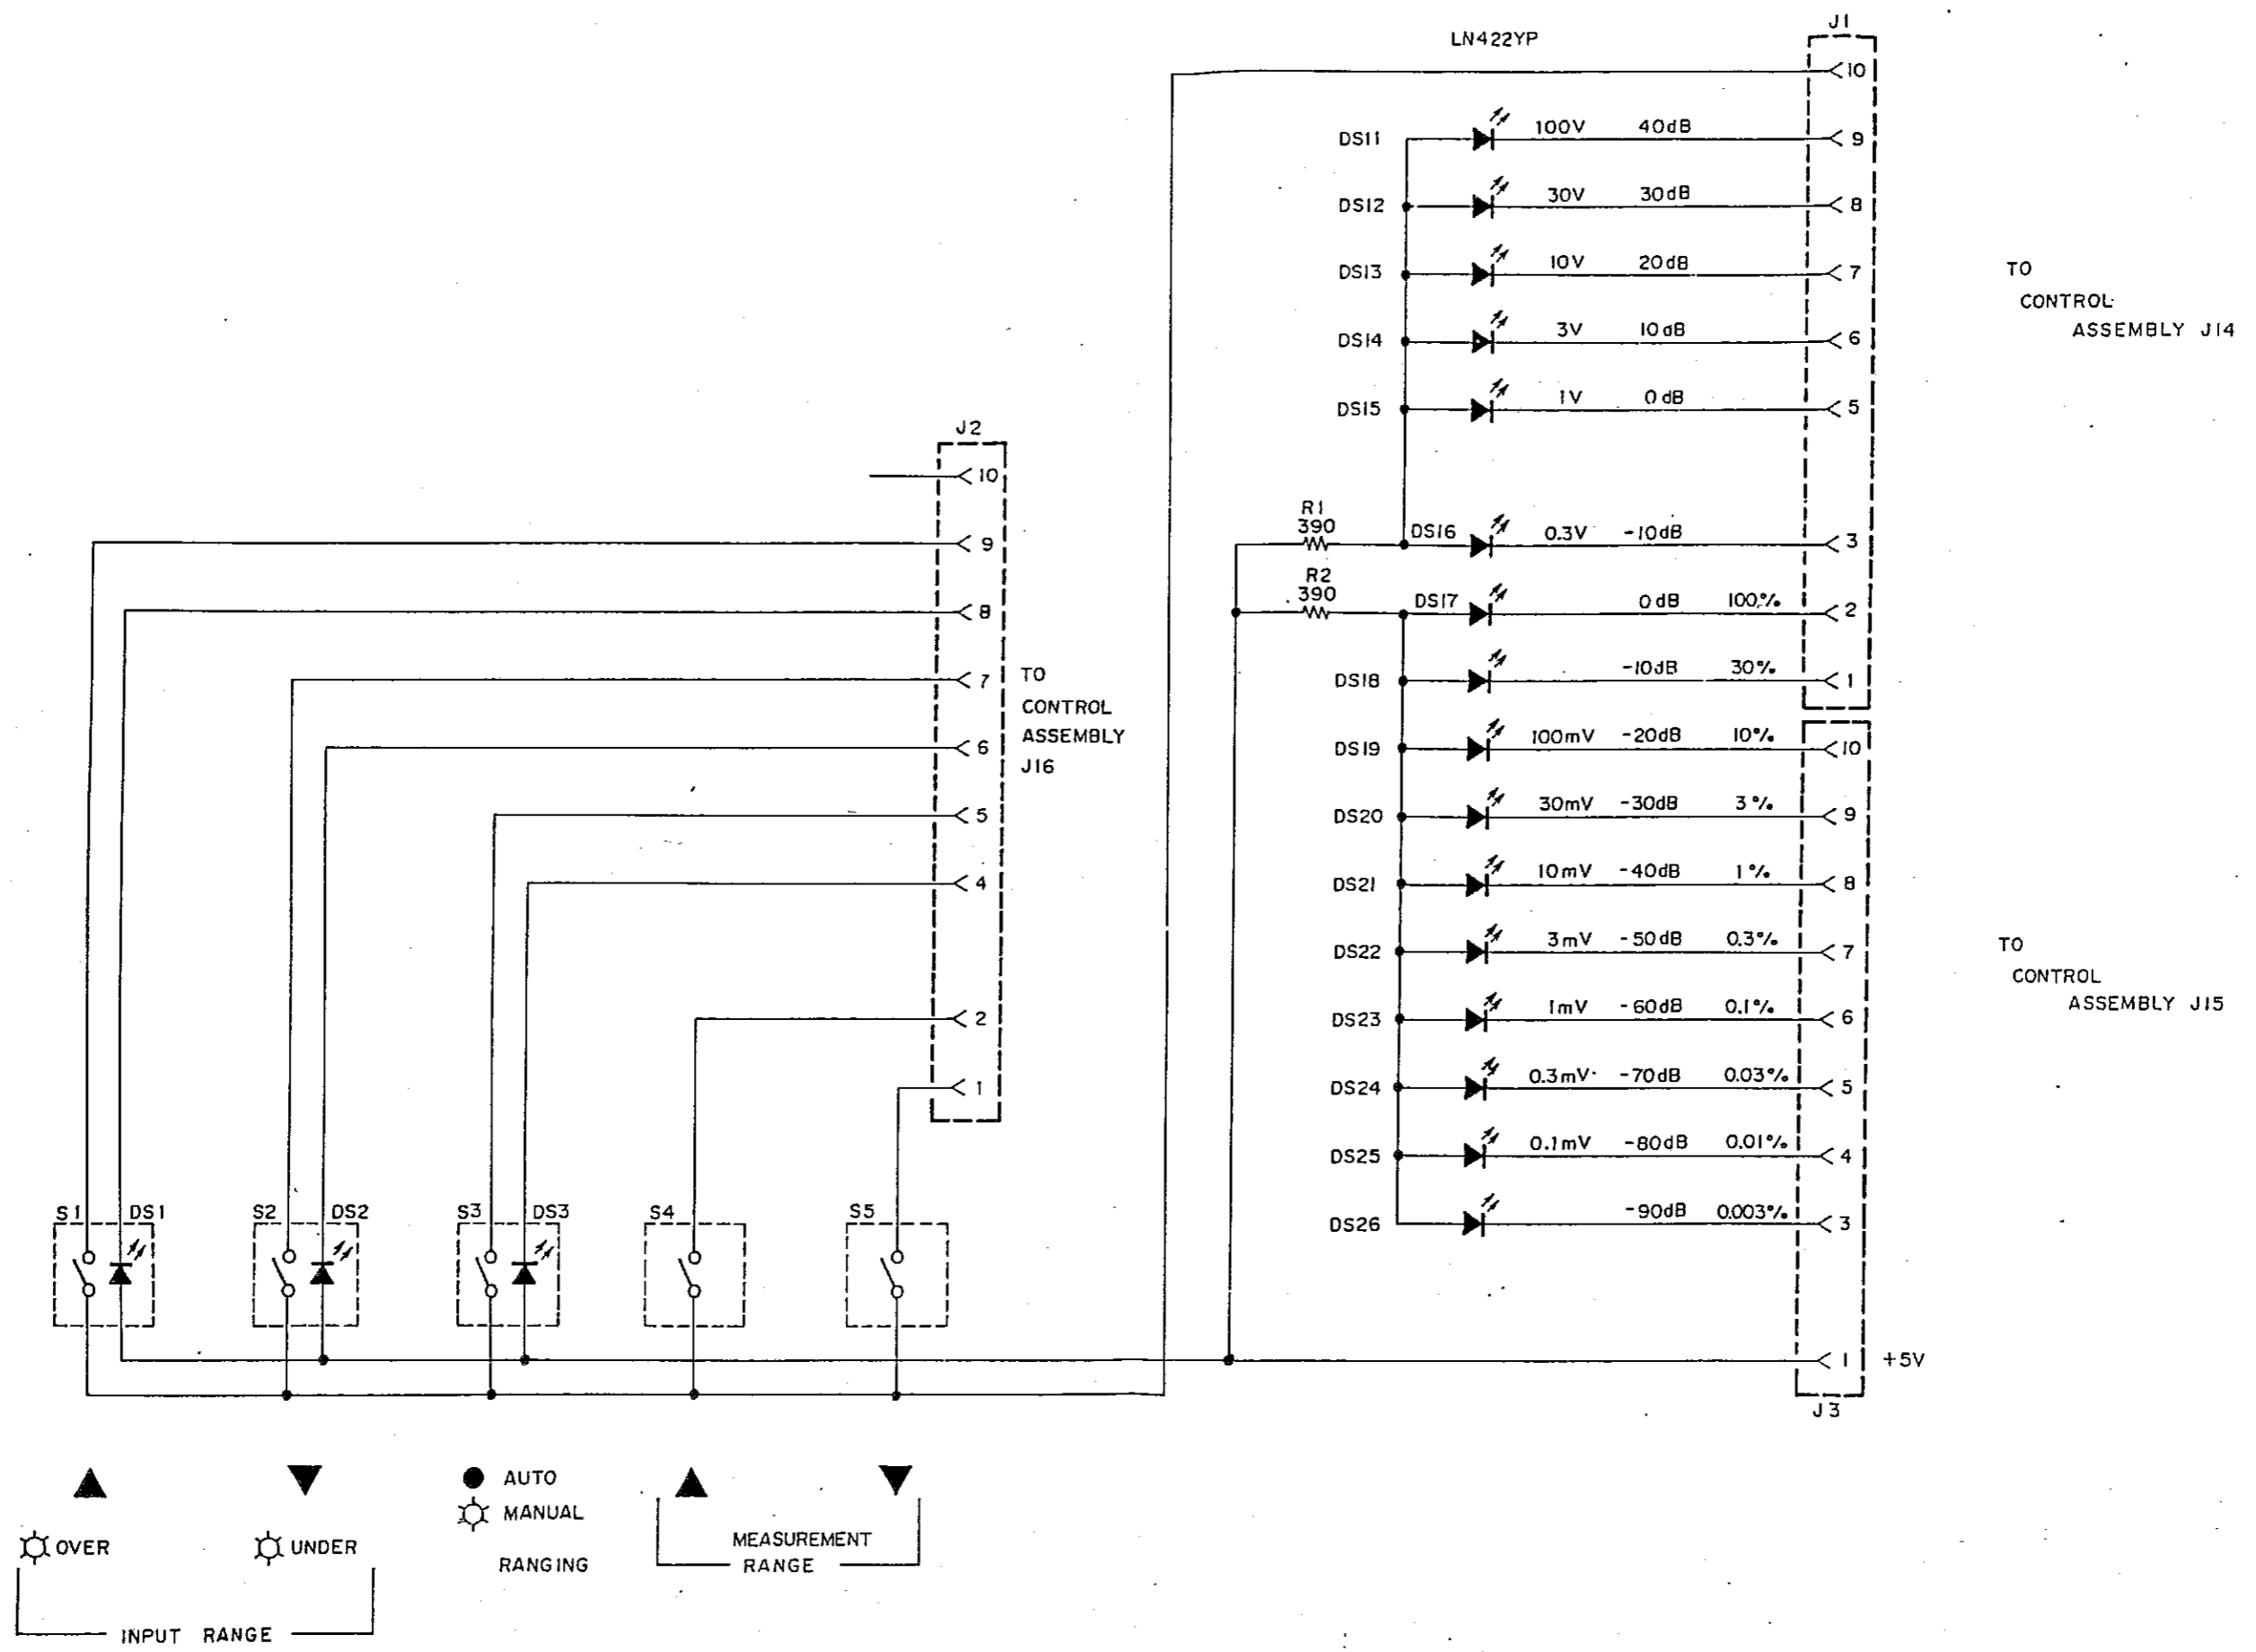 LN422YP
J1
10
DS11 100V 40dB 9
DS12 30V 30dB 8
DS13 10V 20dB 7
DS14 3V 10dB 6
DS15 1V 0dB 5
R1
390
DS16 0.3V -10dB 3
R2
390
DS17 0dB 100% 2
DS18 -10dB 30% 1
DS19 100mV -20dB 10% 10
DS20 30mV -30dB 3% 9
DS21 10mV -40dB 1% 8
DS22 3mV -50dB 0.3% 7
DS23 1mV -60dB 0.1% 6
DS24 0.3mV -70dB 0.03% 5
DS25 0.1mV -80dB 0.01% 4
DS26 -90dB 0.003% 3
1 +5V
J3
TO
CONTROL
ASSEMBLY J14
TO
CONTROL
ASSEMBLY J15
J2
10
9
8
7
6
5
4
2
1
TO
CONTROL
ASSEMBLY
J16
S1 DS1 S2 DS2 S3 DS3 S4 S5
AUTO
MANUAL
RANGING
OVER UNDER
INPUT RANGE
MEASUREMENT
RANGE